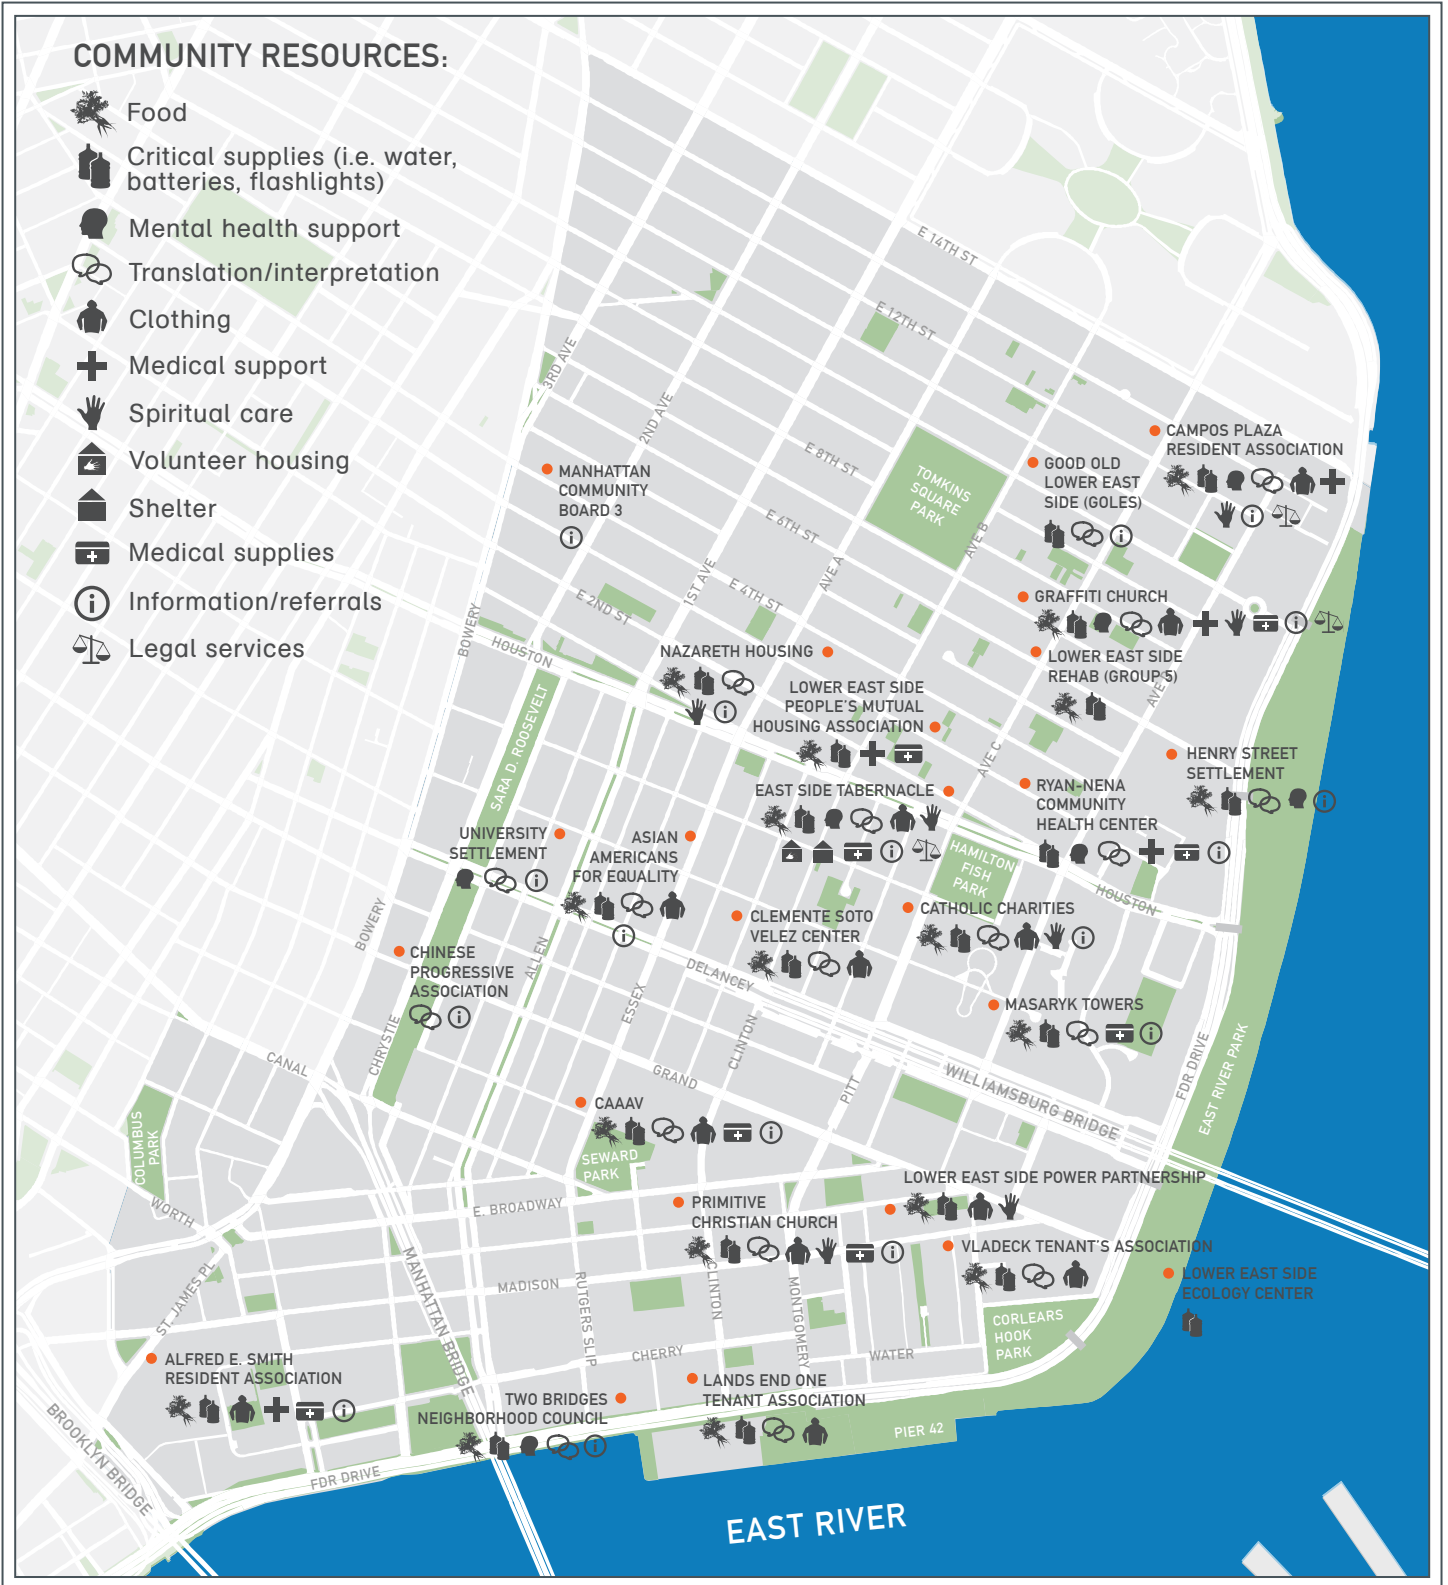 COMMUNITY RESOURCES:
Food
Critical supplies (i.e. water,
batteries, flashlights)
Mental health support
Translation/interpretation
Clothing
Medical support
Spiritual care
Volunteer housing
Shelter
Medical supplies
Information/referrals
Legal services
E 14TH ST
E 12TH ST
3RD AVE
2ND AVE
E 8TH ST
TOMKINS
SQUARE
PARK
CAMPOS PLAZA
RESIDENT ASSOCIATION
GOOD OLD
LOWER EAST
SIDE (GOLES)
MANHATTAN
COMMUNITY
BOARD 3
E 6TH ST
AVE B
1ST AVE
AVE A
E 4TH ST
E 2ND ST
BOWERY
HOUSTON
GRAFFITI CHURCH
NAZARETH HOUSING
LOWER EAST SIDE
REHAB (GROUP 5)
AVE
LOWER EAST SIDE
PEOPLE'S MUTUAL
HOUSING ASSOCIATION
SARA D. ROOSEVELT
AVE C
HENRY STREET
SETTLEMENT
EAST SIDE TABERNACLE
RYAN-NENA
COMMUNITY
HEALTH CENTER
UNIVERSITY
SETTLEMENT
ASIAN
AMERICANS
FOR EQUALITY
HAMILTON
FISH
PARK
HOUSTON
BOWERY
CLEMENTE SOTO
VELEZ CENTER
CATHOLIC CHARITIES
CHINESE
PROGRESSIVE
ASSOCIATION
ALLEN
DELANCEY
ESSEX
MASARYK TOWERS
CHRYSTIE
CLINTON
CANAL
GRAND
PITT
WILLIAMSBURG BRIDGE
FDR DRIVE
EAST RIVER PARK
CAAAV
COLUMBUS
PARK
SEWARD
PARK
LOWER EAST SIDE POWER PARTNERSHIP
WORTH
E. BROADWAY
PRIMITIVE
CHRISTIAN CHURCH
VLADECK TENANT'S ASSOCIATION
LOWER EAST SIDE
ECOLOGY CENTER
ST. JAMES PL
MANHATTAN BRIDGE
MADISON
RUTGERS SLIP
CLINTON
MONTGOMERY
CORLEARS
HOOK
PARK
CHERRY
WATER
ALFRED E. SMITH
RESIDENT ASSOCIATION
LANDS END ONE
TENANT ASSOCIATION
TWO BRIDGES
NEIGHBORHOOD COUNCIL
PIER 42
BROOKLYN BRIDGE
FDR DRIVE
EAST RIVER